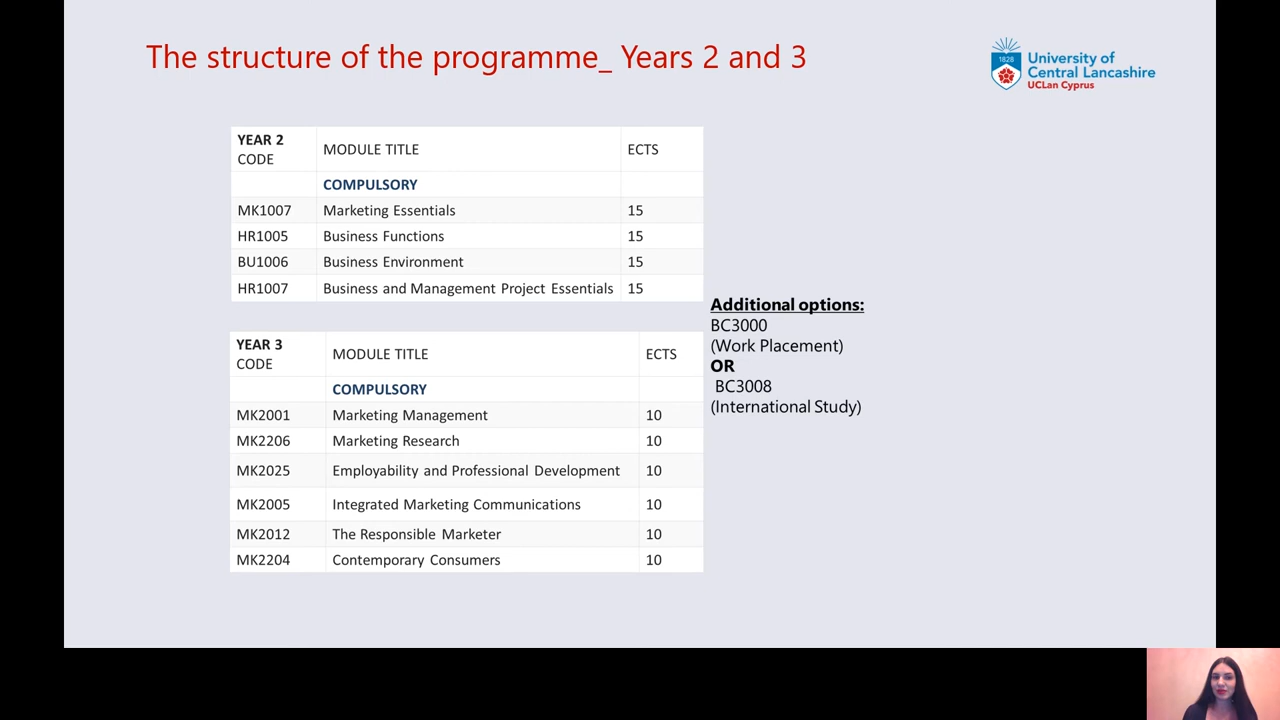 The structure of the programme_ Years 2 and 3
1828
University of
Central Lancashire
UCLan Cyprus
YEAR 2
CODE MODULE TITLE ECTS
COMPULSORY
MK1007 Marketing Essentials 15
HR1005 Business Functions 15
BU1006 Business Environment 15
HR1007 Business and Management Project Essentials 15
Additional options:
BC3000
(Work Placement)
OR
BC3008
(International Study)
YEAR 3
CODE MODULE TITLE ECTS
COMPULSORY
MK2001 Marketing Management 10
MK2206 Marketing Research 10
MK2025 Employability and Professional Development 10
MK2005 Integrated Marketing Communications 10
MK2012 The Responsible Marketer 10
MK2204 Contemporary Consumers 10